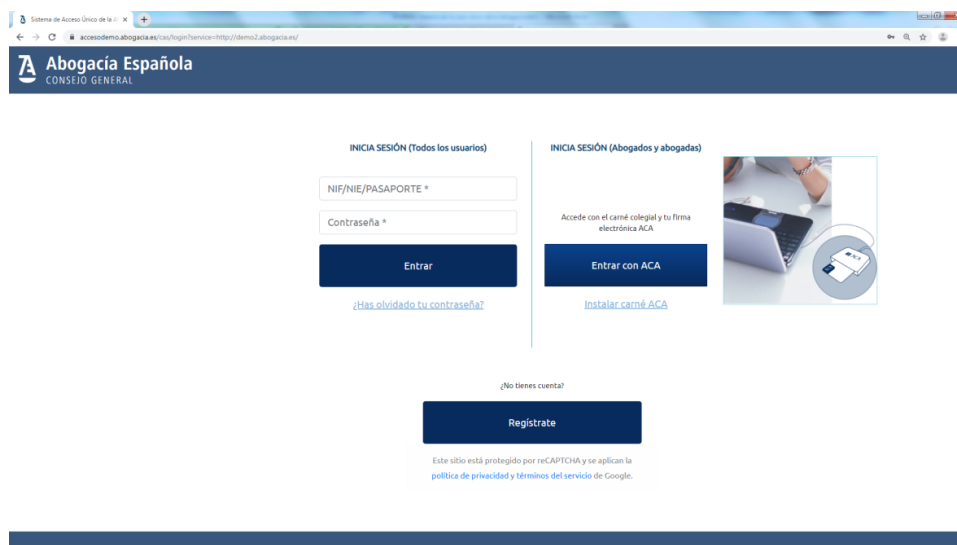 Sistema de Acceso Único de la A
accesodemo.abogacia.es/cas/login?service=http://demo2.abogacia.es/
Abogacía Española
CONSEJO GENERAL
INICIA SESIÓN (Todos los usuarios)
NIF/NIE/PASAPORTE *
Contraseña *
Entrar
¿Has olvidado tu contraseña?
INICIA SESIÓN (Abogados y abogadas)
Accede con el carné colegial y tu firma
electrónica ACA
Entrar con ACA
Instalar carné ACA
ACA
¿No tienes cuenta?
Regístrate
Este sitio está protegido por reCAPTCHA y se aplican la
política de privacidad y términos del servicio de Google.